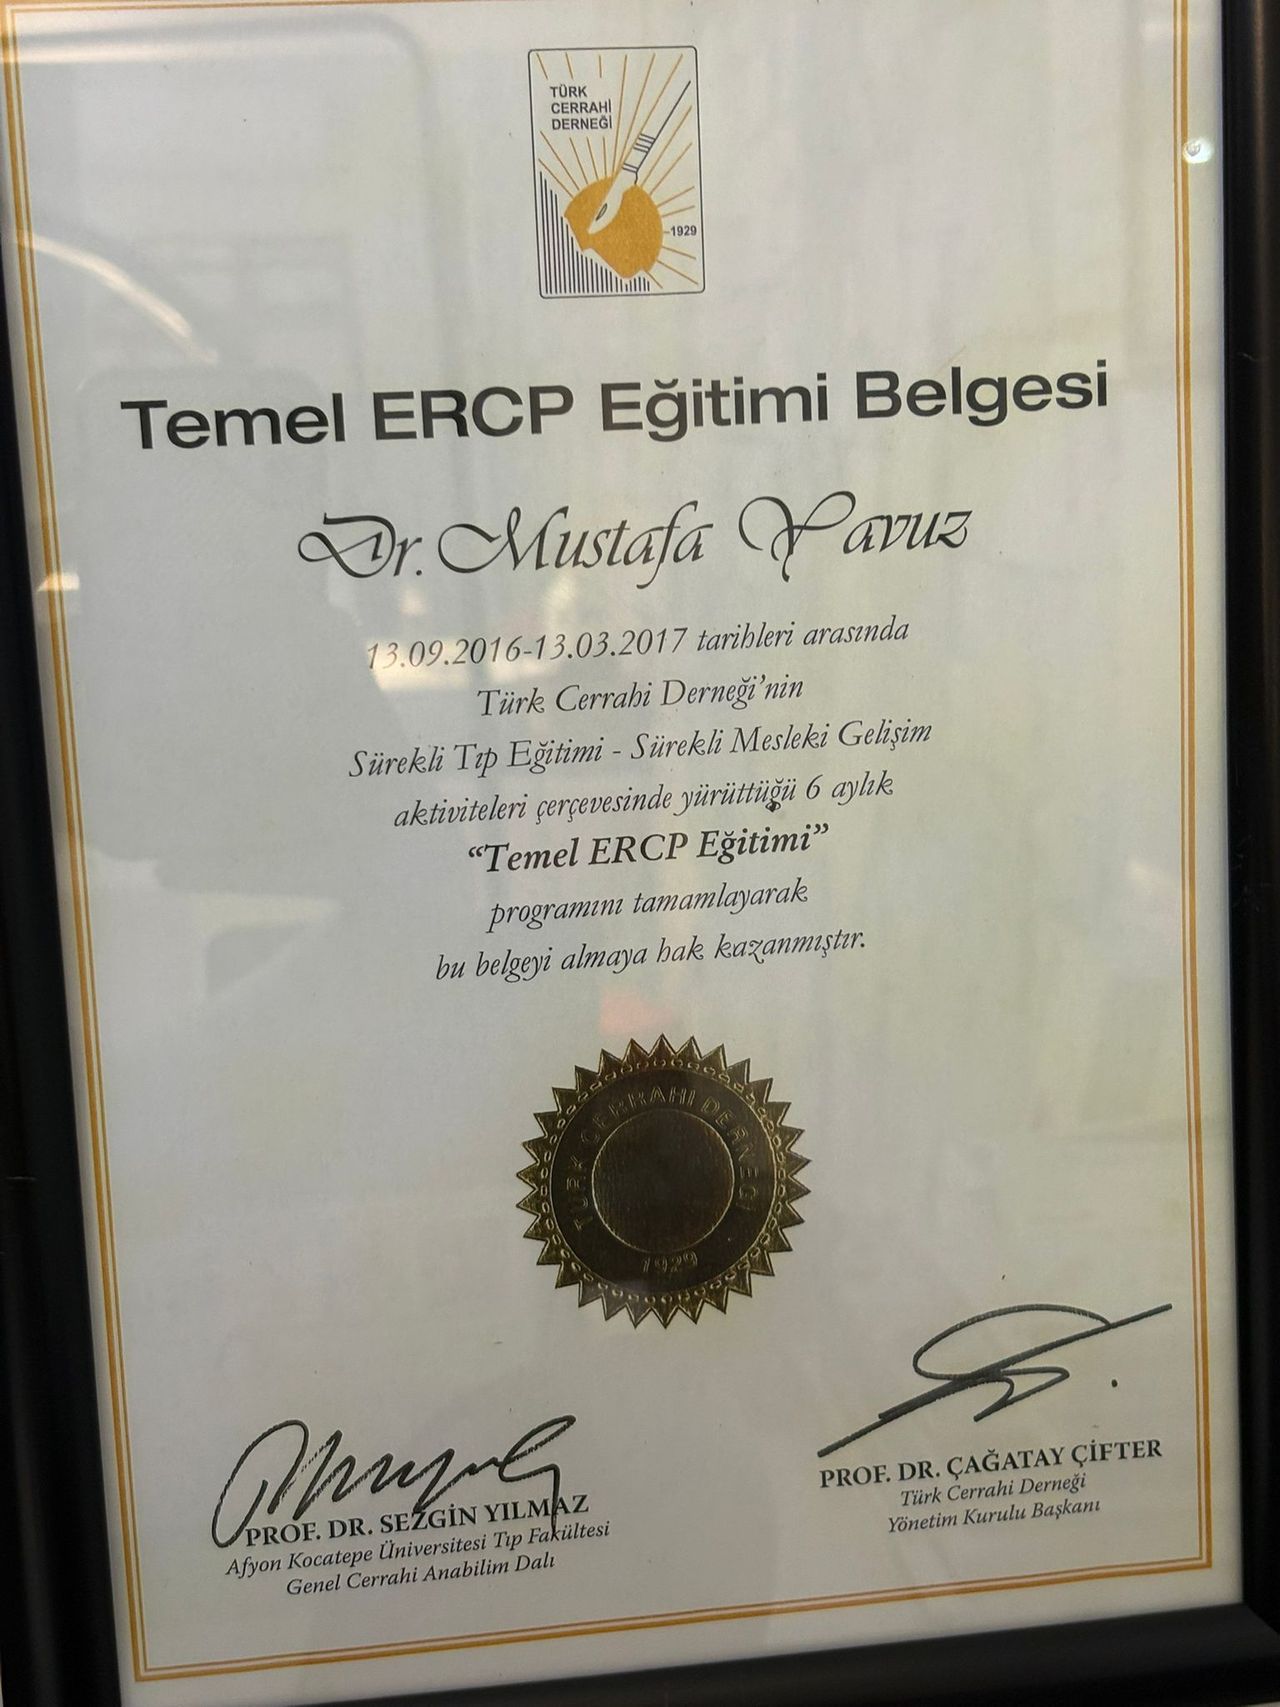 TÜRK
CERRAHİ
DERNEĞİ
1929
Temel ERCP Eğitimi Belgesi
Dr. Mustafa Yavuz
13.09.2016-13.03.2017 tarihleri arasında
Türk Cerrahi Derneği’nin
Sürekli Tıp Eğitimi - Sürekli Mesleki Gelişim
aktiviteleri çerçevesinde yürüttüğü 6 aylık
“Temel ERCP Eğitimi”
programını tamamlayarak
bu belgeyi almaya hak kazanmıştır.
TÜRK CERRAHİ DERNEĞİ
1929
PROF. DR. SEZGİN YILMAZ
Afyon Kocatepe Üniversitesi Tıp Fakültesi
Genel Cerrahi Anabilim Dalı
PROF. DR. ÇAĞATAY ÇİFTER
Türk Cerrahi Derneği
Yönetim Kurulu Başkanı